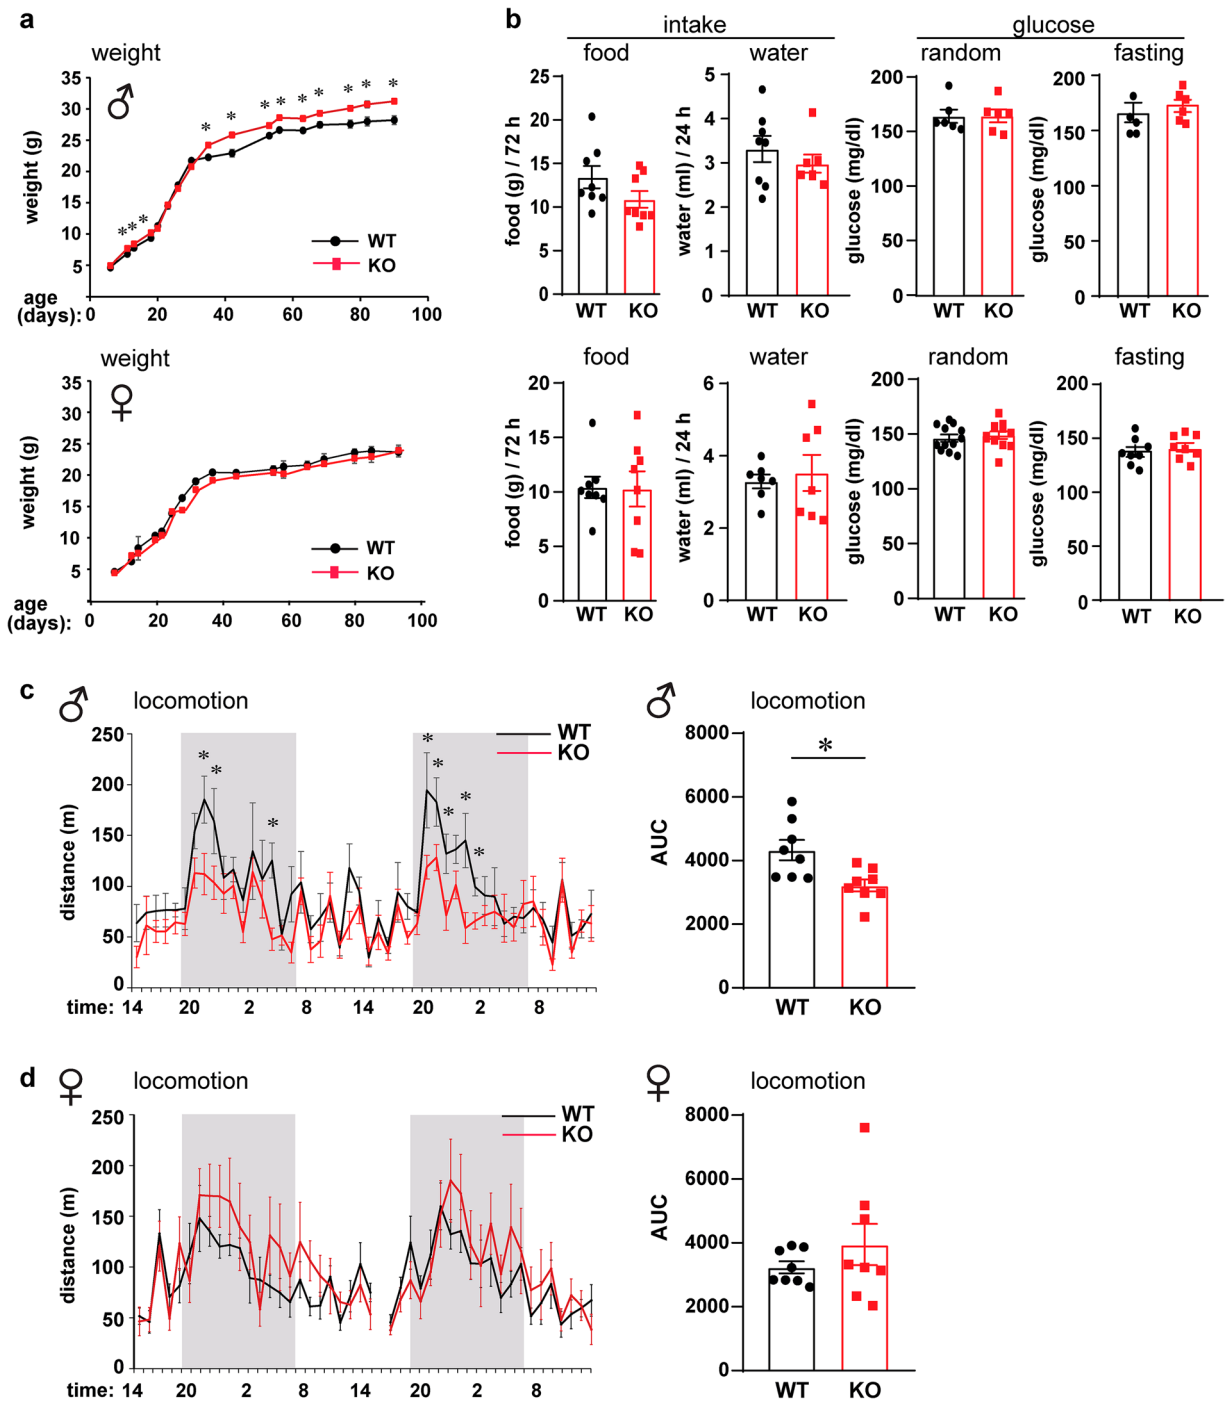 a
weight
♂
35
30
25
20
15
10
5
weight (g)
* * * * * * * * *
***
WT
KO
age
(days):
0 20 40 60 80 100
weight
♀
35
30
25
20
15
10
5
weight (g)
WT
KO
age
(days):
0 20 40 60 80 100
b
intake
glucose
food
25
20
15
10
5
0
food (g) / 72 h
WT KO
water
5
4
3
2
1
0
water (ml) / 24 h
WT KO
random
200
150
100
50
0
glucose (mg/dl)
WT KO
fasting
200
150
100
50
0
glucose (mg/dl)
WT KO
food
20
15
10
5
0
food (g) / 72 h
WT KO
water
6
4
2
0
water (ml) / 24 h
WT KO
random
200
150
100
50
0
glucose (mg/dl)
WT KO
fasting
200
150
100
50
0
glucose (mg/dl)
WT KO
c
♂
locomotion
250
200
150
100
50
0
distance (m)
* * * * * * * *
WT
KO
time: 14 20 2 8 14 20 2 8
♂
locomotion
8000
6000
4000
2000
0
AUC
*
WT KO
d
♀
locomotion
250
200
150
100
50
0
distance (m)
WT
KO
time: 14 20 2 8 14 20 2 8
♀
locomotion
8000
6000
4000
2000
0
AUC
WT KO